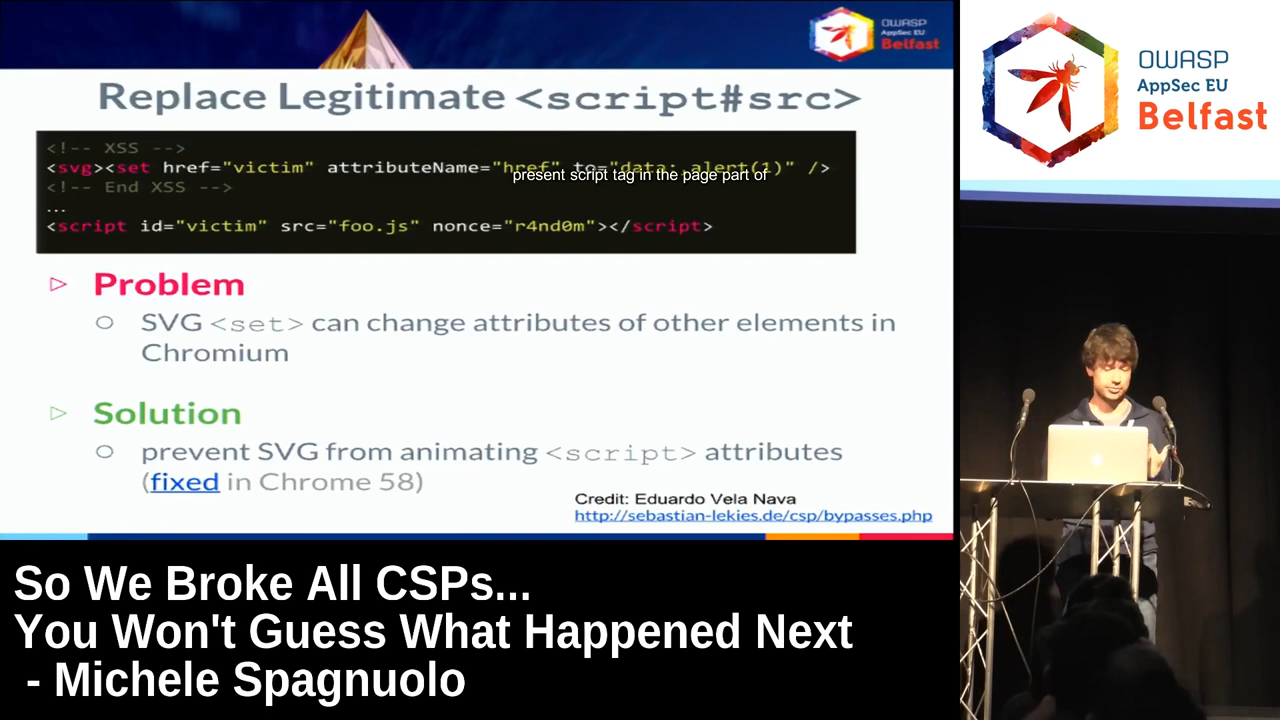 OWASP
AppSec EU
Belfast
Replace Legitimate <script#src>
<!-- XSS -->
<svg><set href="victim" attributeName="href" to="data:,alert(1)" />
present script tag in the page part of
<!-- End XSS -->
...
<script id="victim" src="foo.js" nonce="r4nd0m"></script>
Problem
SVG <set> can change attributes of other elements in
Chromium
Solution
prevent SVG from animating <script> attributes
(fixed in Chrome 58)
Credit: Eduardo Vela Nava
http://sebastian-lekies.de/csp/bypasses.php
OWASP
AppSec EU
Belfast
So We Broke All CSPs...
You Won't Guess What Happened Next
- Michele Spagnuolo